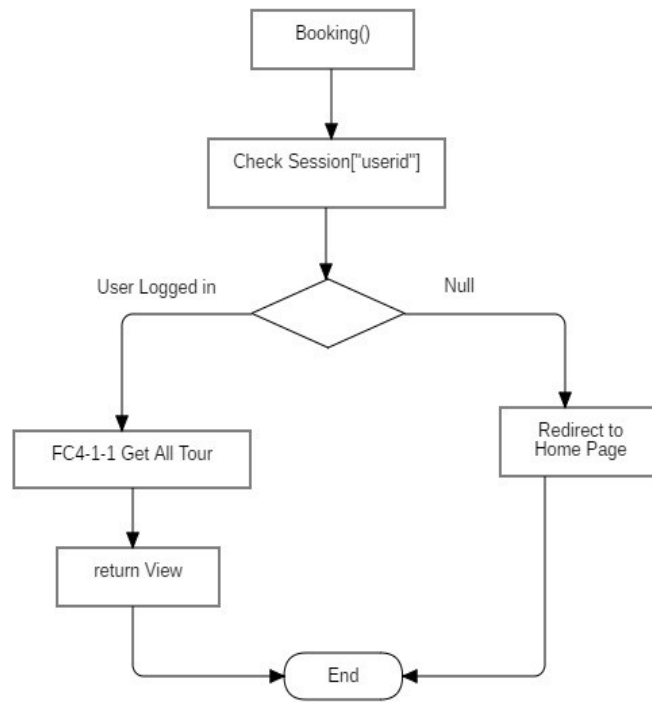 Booking()
Check Session["userid"]
User Logged in
Null
FC4-1-1 Get All Tour
Redirect to
Home Page
return View
End